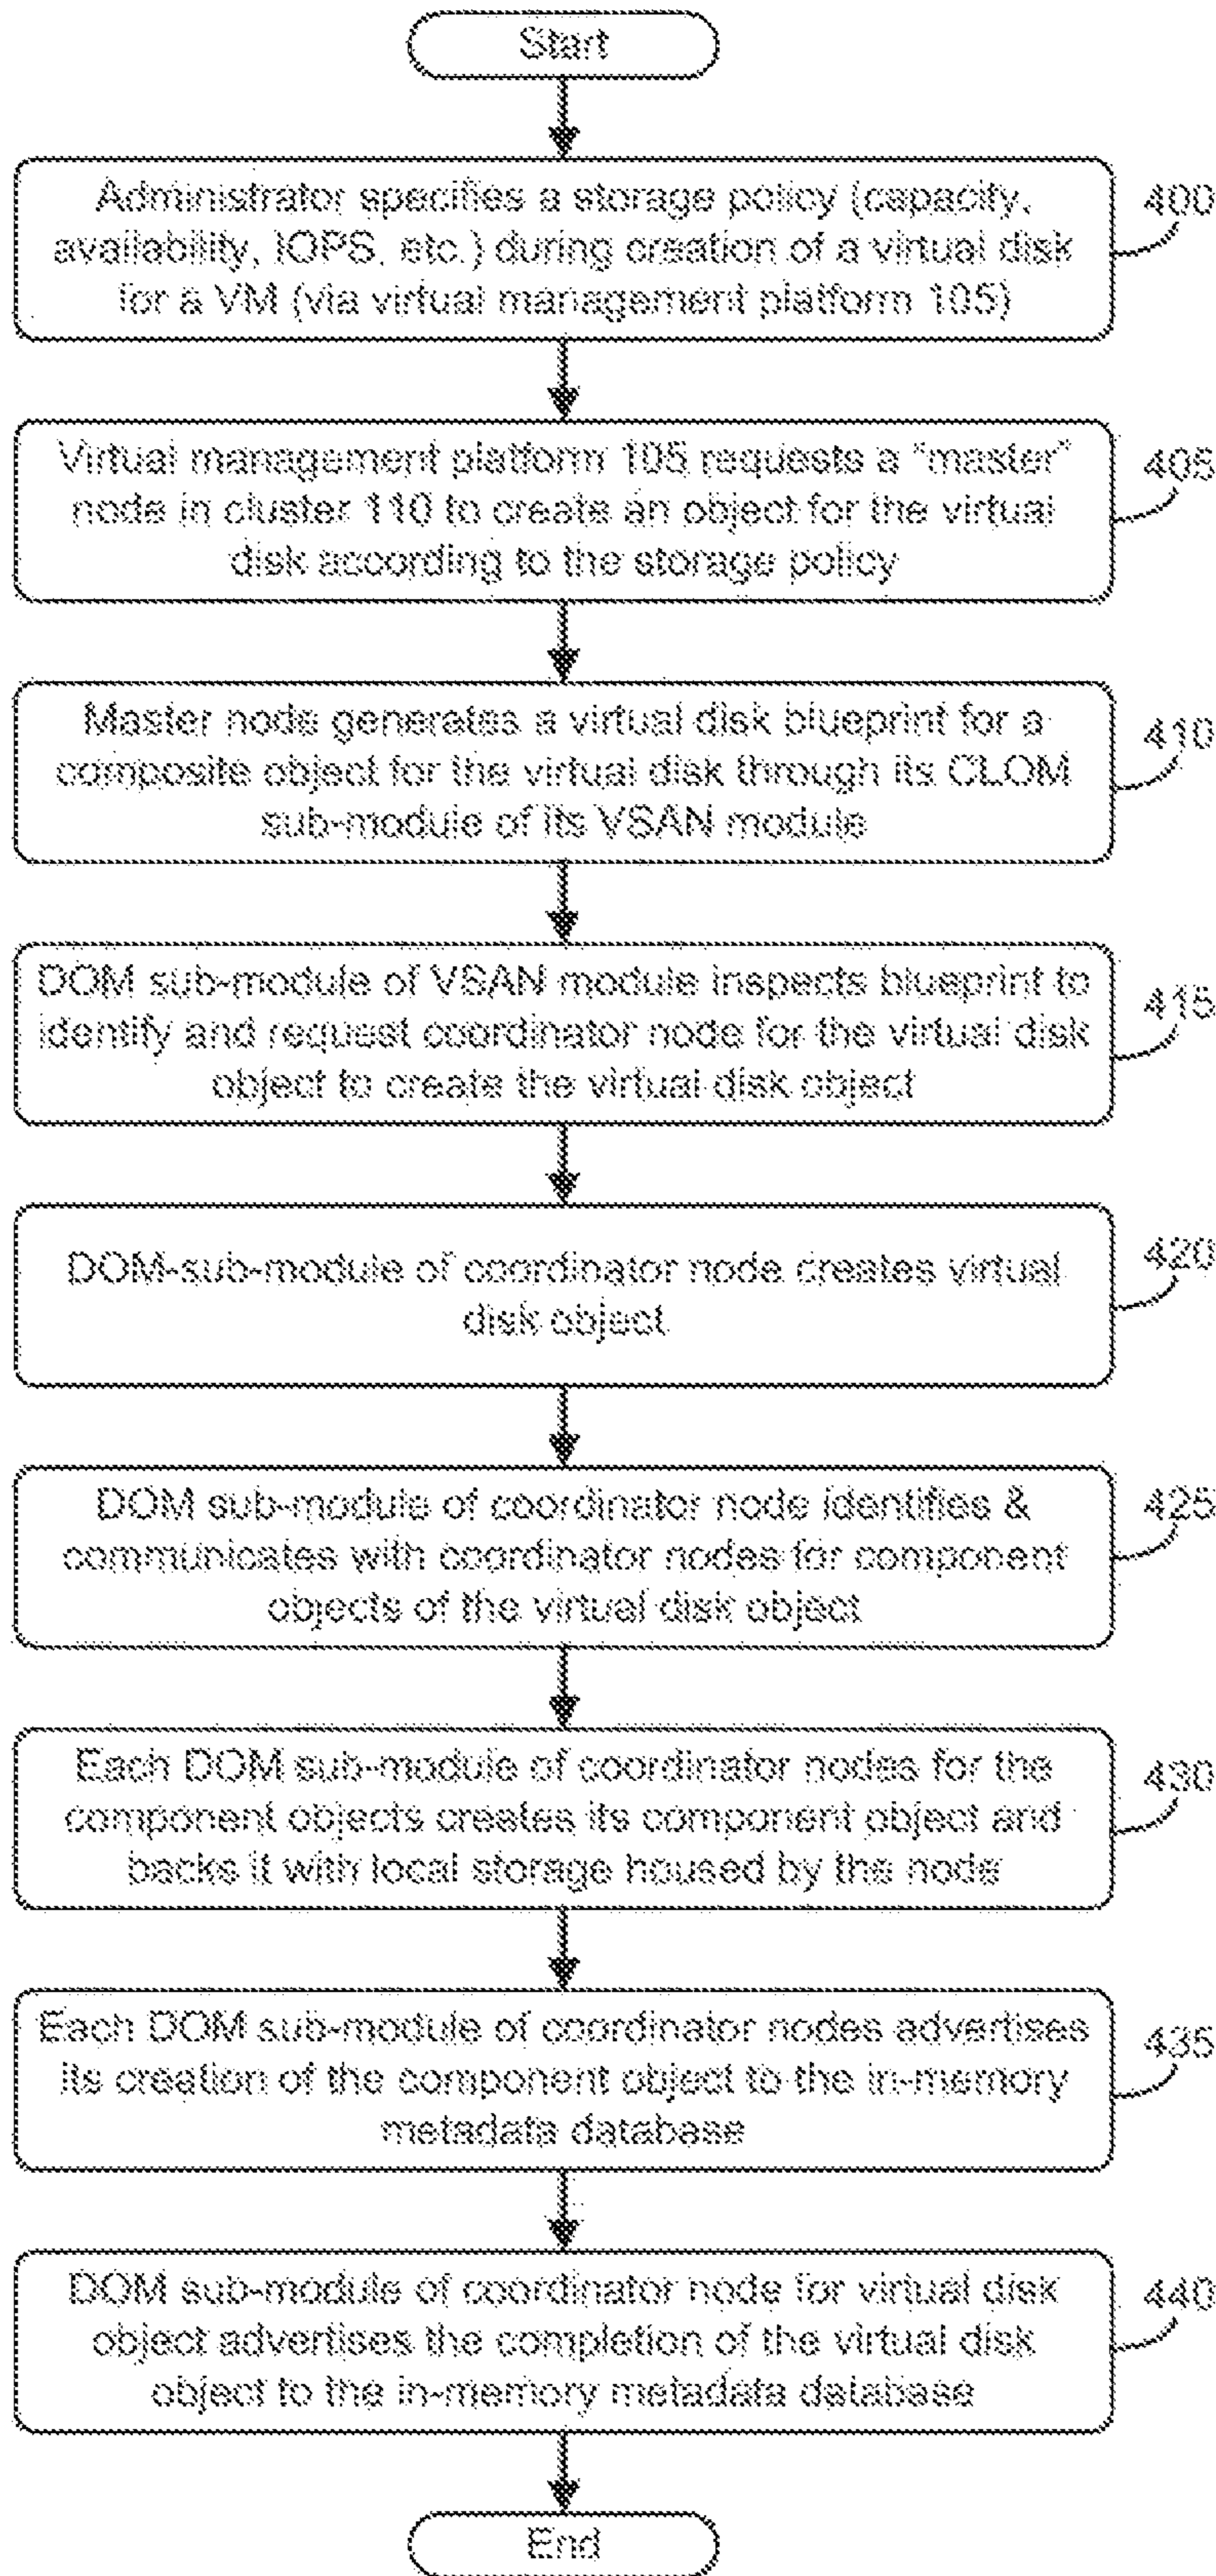 Start
Administrator specifies a storage policy (capacity,
availability, IOPS, etc.) during creation of a virtual disk
for a VM (via virtual management platform 105)
400
Virtual management platform 105 requests a "master"
node in cluster 110 to create an object for the virtual
disk according to the storage policy
405
Master node generates a virtual disk blueprint for a
composite object for the virtual disk through its CLOM
sub-module of its VSAN module
410
DOM sub-module of VSAN module inspects blueprint to
identify and request coordinator node for the virtual disk
object to create the virtual disk object
415
DOM-sub-module of coordinator node creates virtual
disk object
420
DOM sub-module of coordinator node identifies &
communicates with coordinator nodes for component
objects of the virtual disk object
425
Each DOM sub-module of coordinator nodes for the
component objects creates its component object and
backs it with local storage housed by the node
430
Each DOM sub-module of coordinator nodes advertises
its creation of the component object to the in-memory
metadata database
435
DOM sub-module of coordinator node for virtual disk
object advertises the completion of the virtual disk
object to the in-memory metadata database
440
End